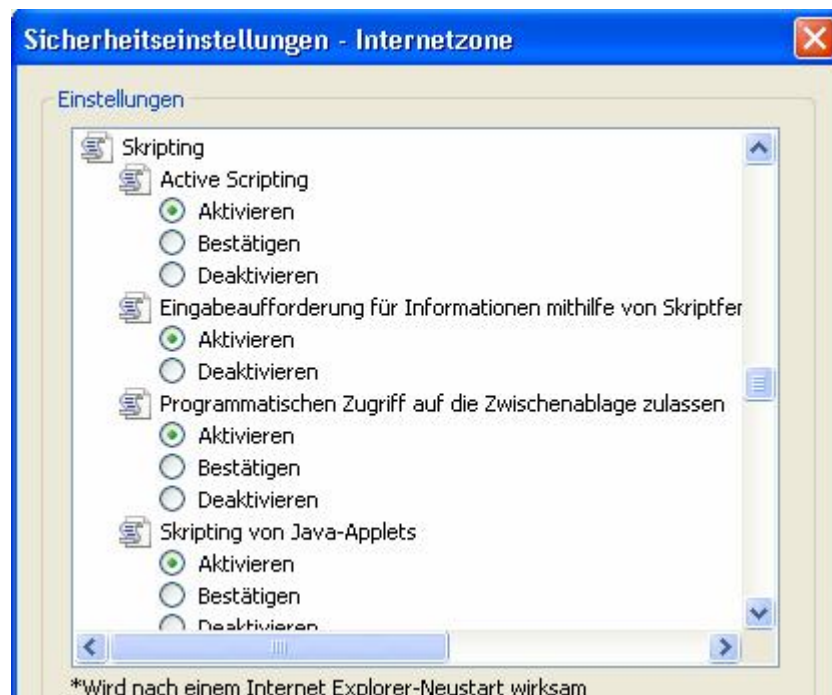 Sicherheitseinstellungen - Internetzone
Einstellungen
Skripting
Active Scripting
Aktivieren
Bestätigen
Deaktivieren
Eingabeaufforderung für Informationen mithilfe von Skriptfer
Aktivieren
Deaktivieren
Programmatischen Zugriff auf die Zwischenablage zulassen
Aktivieren
Bestätigen
Deaktivieren
Skripting von Java-Applets
Aktivieren
Bestätigen
Deaktivieren
*Wird nach einem Internet Explorer-Neustart wirksam